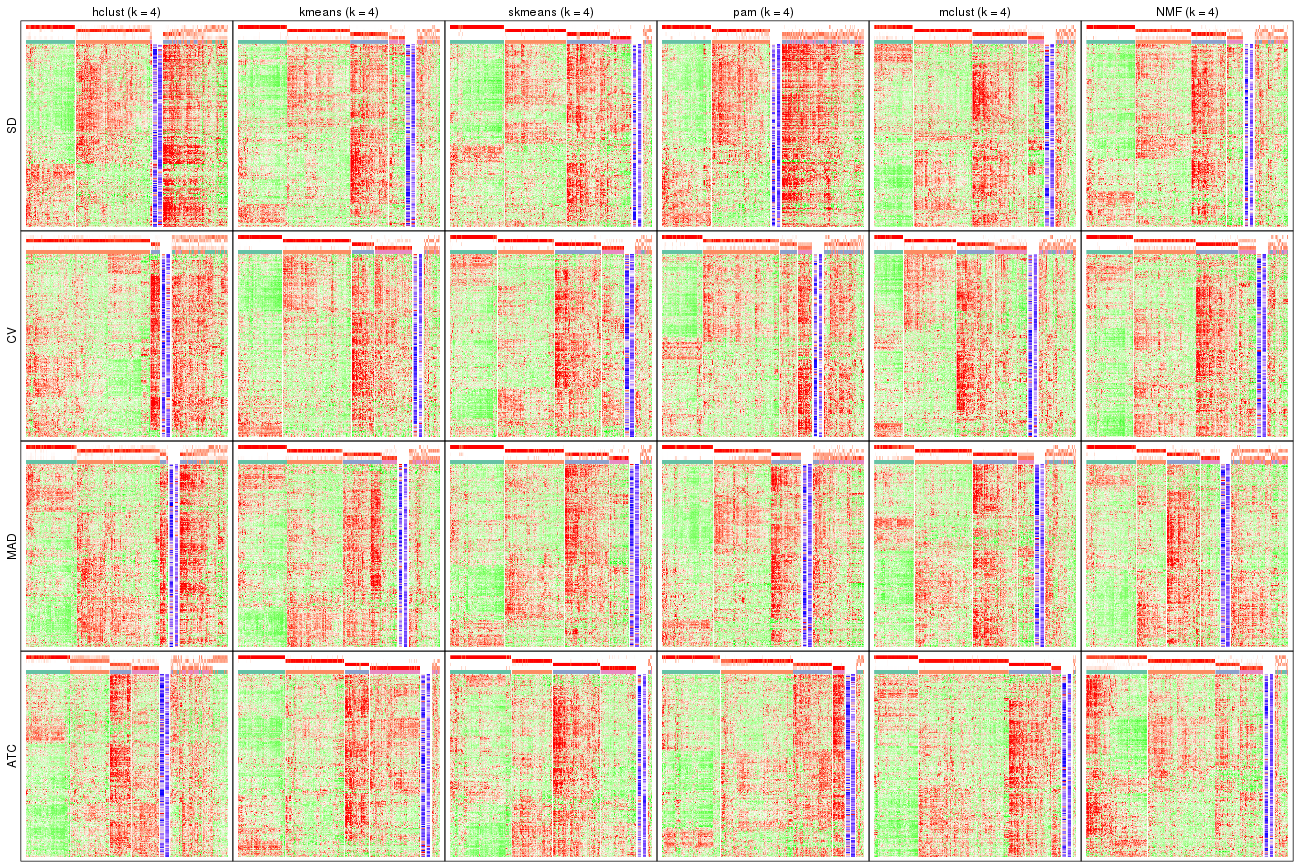 hclust (k = 4) kmeans (k = 4) skmeans (k = 4) pam (k = 4) mclust (k = 4) NMF (k = 4)
SD
CV
MAD
ATC